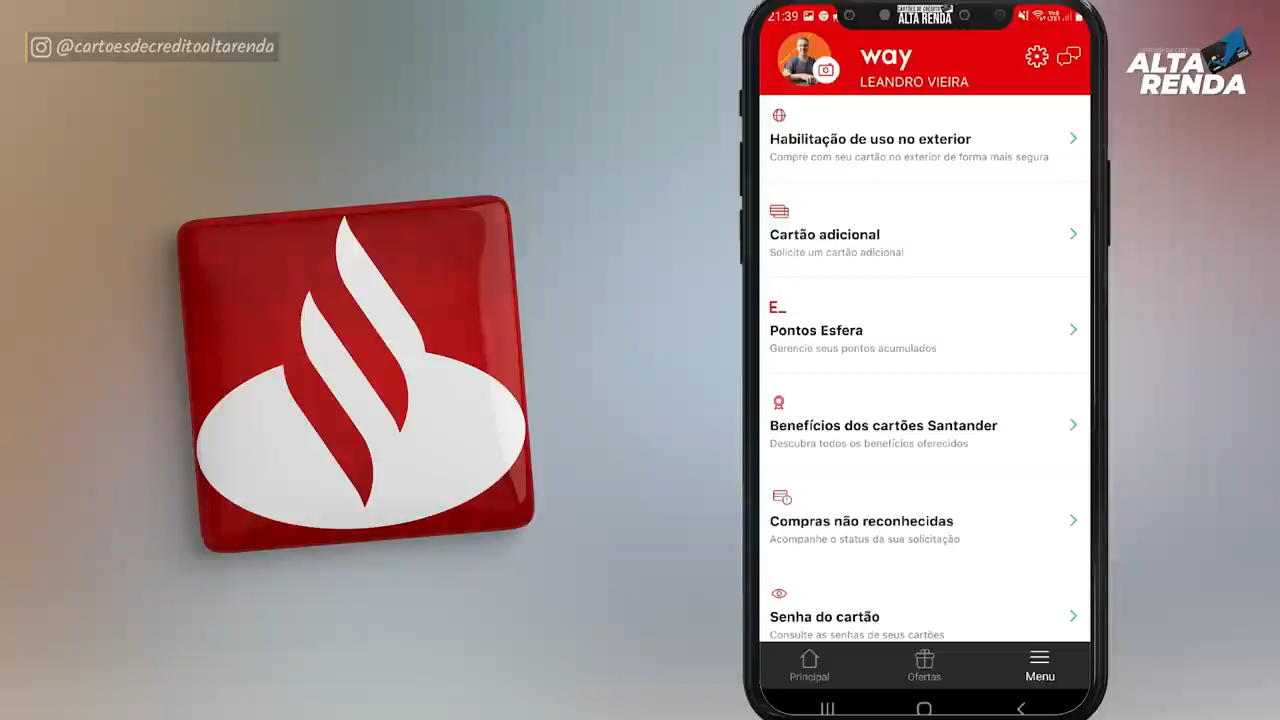 @cartoesdecreditoaltarenda
21:39
CARTÕES DE CRÉDITO
ALTA RENDA
ALTA
RENDA
way
LEANDRO VIEIRA
Habilitação de uso no exterior
Compre com seu cartão no exterior de forma mais segura
Cartão adicional
Solicite um cartão adicional
E_
Pontos Esfera
Gerencie seus pontos acumulados
Benefícios dos cartões Santander
Descubra todos os benefícios oferecidos
Compras não reconhecidas
Acompanhe o status da sua solicitação
Senha do cartão
Consulte as senhas de seus cartões
Principal
Ofertas
Menu